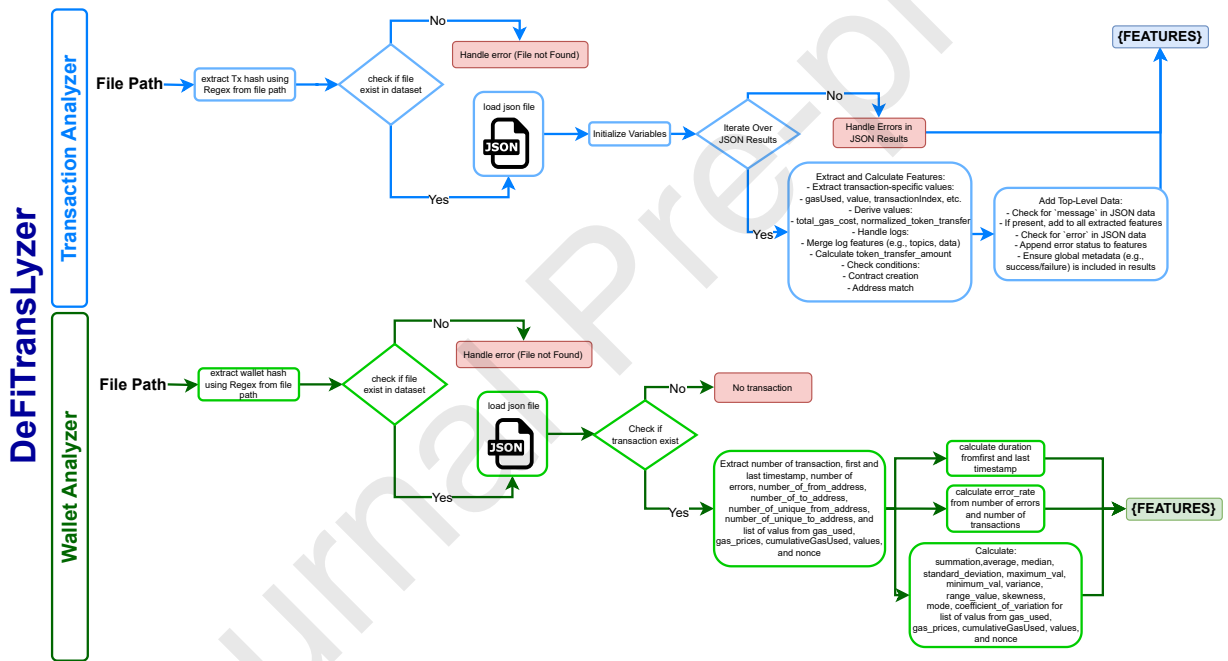 DeFiTransLyzer
Transaction Analyzer
File Path
extract Tx hash using
Regex from file path
check if file
exist in dataset
No
Handle error (File not Found)
Yes
load json file
JSON
Initialize Variables
Iterate Over
JSON Results
No
Handle Errors in
JSON Results
Yes
Extract and Calculate Features:
- Extract transaction-specific values:
- gasUsed, value, transactionIndex, etc.
- Derive values:
- total_gas_cost, normalized_token_transfer
- Handle logs:
- Merge log features (e.g., topics, data)
- Calculate token_transfer_amount
- Check conditions:
- Contract creation
- Address match
Add Top-Level Data:
- Check for `message` in JSON data
- If present, add to all extracted features
- Check for `error` in JSON data
- Append error status to features
- Ensure global metadata (e.g.,
success/failure) is included in results
{FEATURES}
Wallet Analyzer
File Path
extract wallet hash
using Regex from file
path
check if file
exist in dataset
No
Handle error (File not Found)
Yes
load json file
JSON
Check if
transaction exist
No
No transaction
Yes
Extract number of transaction, first and
last timestamp, number of
errors, number_of_from_address,
number_of_to_address,
number_of_unique_from_address,
number_of_unique_to_address, and
list of valus from gas_used,
gas_prices, cumulativeGasUsed, values,
and nonce
calculate duration
fromfirst and last
timestamp
calculate error_rate
from number of errors
and number of
transactions
Calculate:
summation,average, median,
standard_deviation, maximum_val,
minimum_val, variance,
range_value, skewness,
mode, coefficient_of_variation for
list of valus from gas_used,
gas_prices, cumulativeGasUsed, values,
and nonce
{FEATURES}
urnal Pre-p